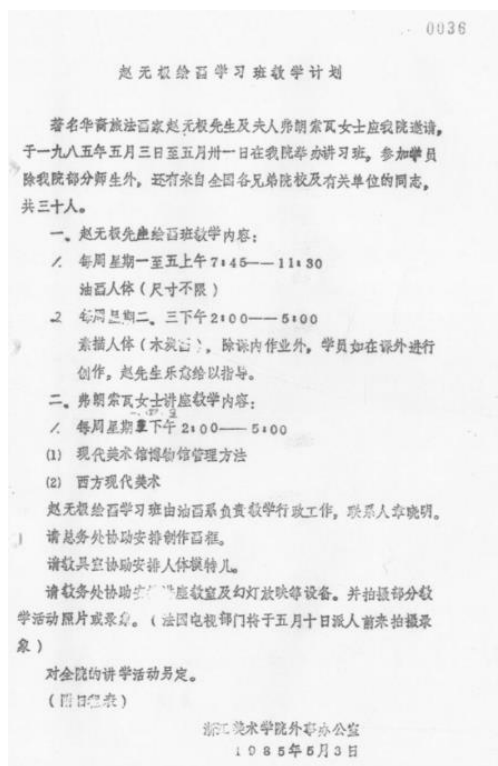 0036
赵无极绘画学习班教学计划
著名华裔旅法画家赵无极先生及夫人弗朗索瓦女士应我院邀请，
于一九八五年五月三日至五月卅一日在我院举办讲习班，参加学员
除我院部分师生外，还有来自全国各兄弟院校及有关单位的同志，
共三十人。
一、赵无极先生绘画班教学内容：
1. 每周星期一至五上午7:45——11:30
油画人体（尺寸不限）
2. 每周星期二、三下午2:00——5:00
素描人体（木炭画），除课内作业外，学员如在课外进行
创作，赵先生乐意给以指导。
二、弗朗索瓦女士讲座教学内容：
1. 每周星期下午2:00——5:00
(1) 现代美术馆博物馆管理方法
(2) 西方现代美术
赵无极绘画学习班由油画系负责教学行政工作，联系人章晓明。
请总务处协助安排制作画框。
请教具室协助安排人体模特儿。
请教务处协助讲座教室及幻灯放映等设备。并拍摄部分教
学活动照片或录象。（法国电视部门将于五月十日派人前来拍摄录
象）
对全院的讲学活动另定。
（附日程表）
浙江美术学院外事办公室
1985年5月3日